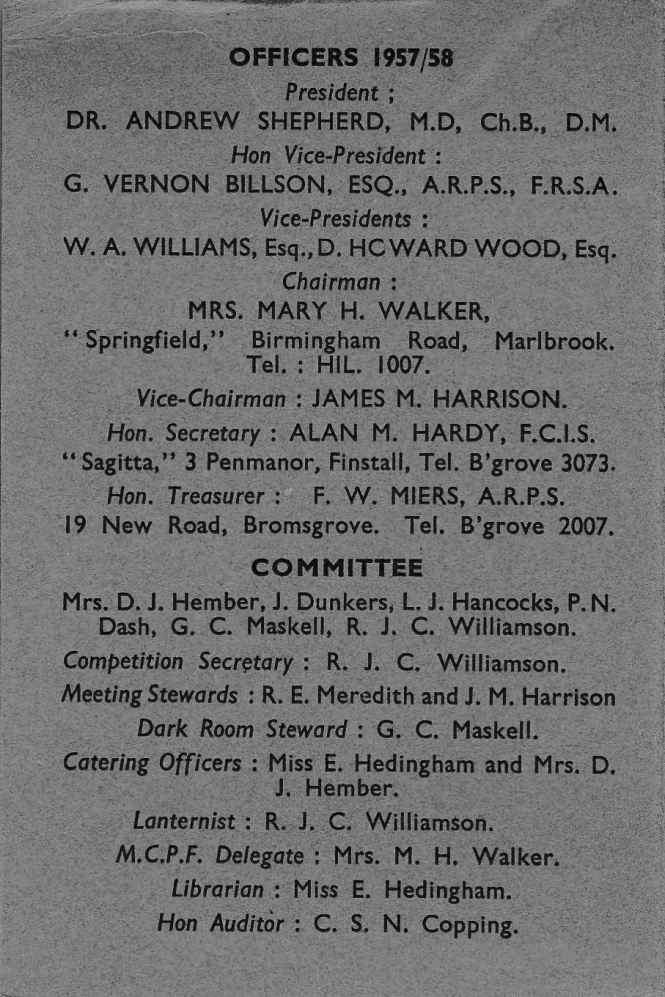 OFFICERS 1957/58
President ;
DR. ANDREW SHEPHERD, M.D, Ch.B., D.M.
Hon Vice-President :
G. VERNON BILLSON, ESQ., A.R.P.S., F.R.S.A.
Vice-Presidents :
W. A. WILLIAMS, Esq., D. HOWARD WOOD, Esq.
Chairman :
MRS. MARY H. WALKER,
"Springfield," Birmingham Road, Marlbrook.
Tel. : HIL. 1007.
Vice-Chairman : JAMES M. HARRISON.
Hon. Secretary : ALAN M. HARDY, F.C.I.S.
"Sagitta," 3 Penmanor, Finstall, Tel. B'grove 3073.
Hon. Treasurer : F. W. MIERS, A.R.P.S.
19 New Road, Bromsgrove. Tel. B'grove 2007.
COMMITTEE
Mrs. D. J. Hember, J. Dunkers, L. J. Hancocks, P. N.
Dash, G. C. Maskell, R. J. C. Williamson.
Competition Secretary : R. J. C. Williamson.
Meeting Stewards : R. E. Meredith and J. M. Harrison
Dark Room Steward : G. C. Maskell.
Catering Officers : Miss E. Hedingham and Mrs. D.
J. Hember.
Lanternist : R. J. C. Williamson.
M.C.P.F. Delegate : Mrs. M. H. Walker.
Librarian : Miss E. Hedingham.
Hon Auditor : C. S. N. Copping.